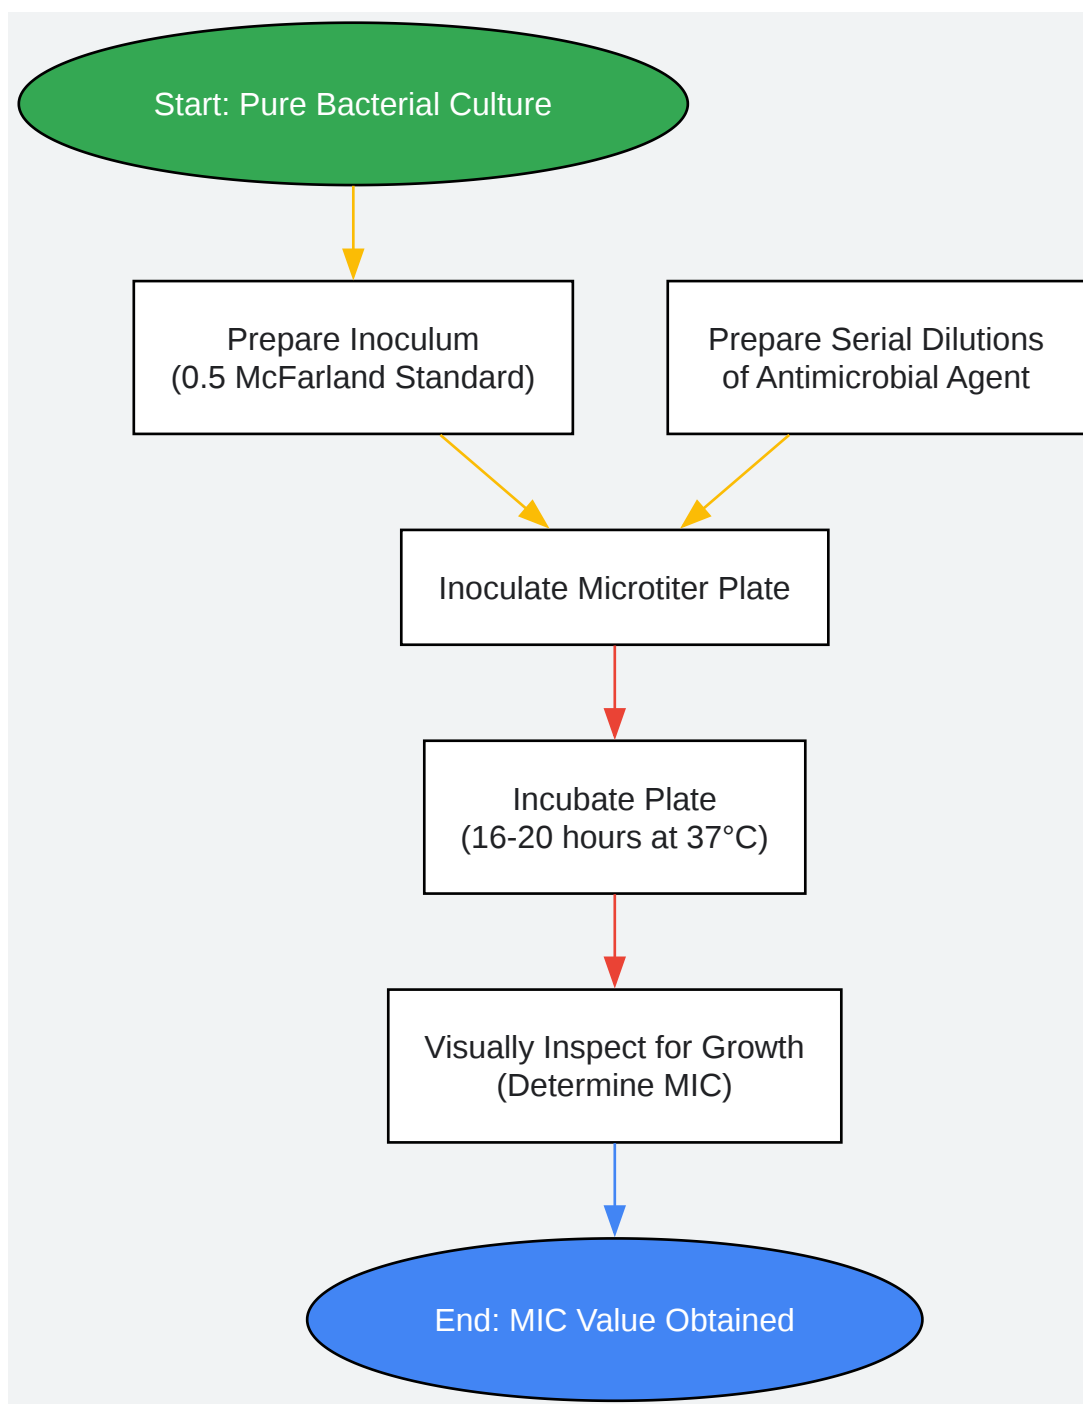 Start: Pure Bacterial Culture
Prepare Inoculum
(0.5 McFarland Standard)
Prepare Serial Dilutions
of Antimicrobial Agent
Inoculate Microtiter Plate
Incubate Plate
(16-20 hours at 37°C)
Visually Inspect for Growth
(Determine MIC)
End: MIC Value Obtained